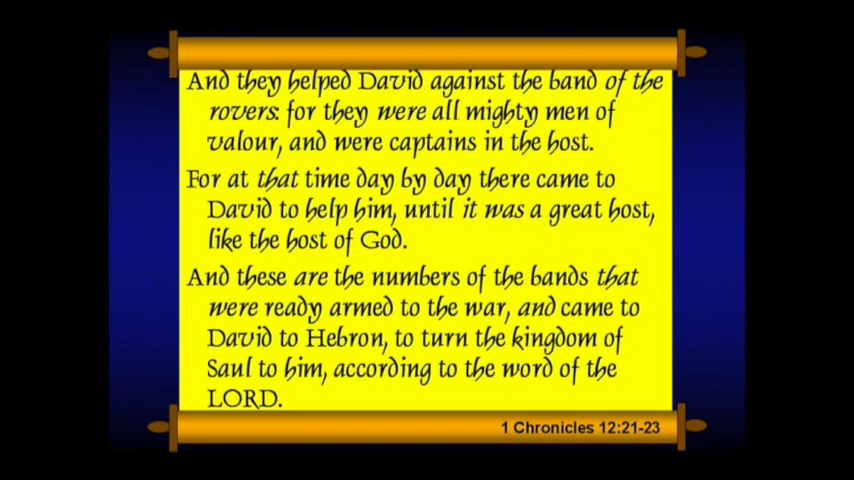 And they helped David against the band of the
rovers: for they were all mighty men of
valour, and were captains in the host.
For at that time day by day there came to
David to help him, until it was a great host,
like the host of God.
And these are the numbers of the bands that
were ready armed to the war, and came to
David to Hebron, to turn the kingdom of
Saul to him, according to the word of the
LORD.
1 Chronicles 12:21-23